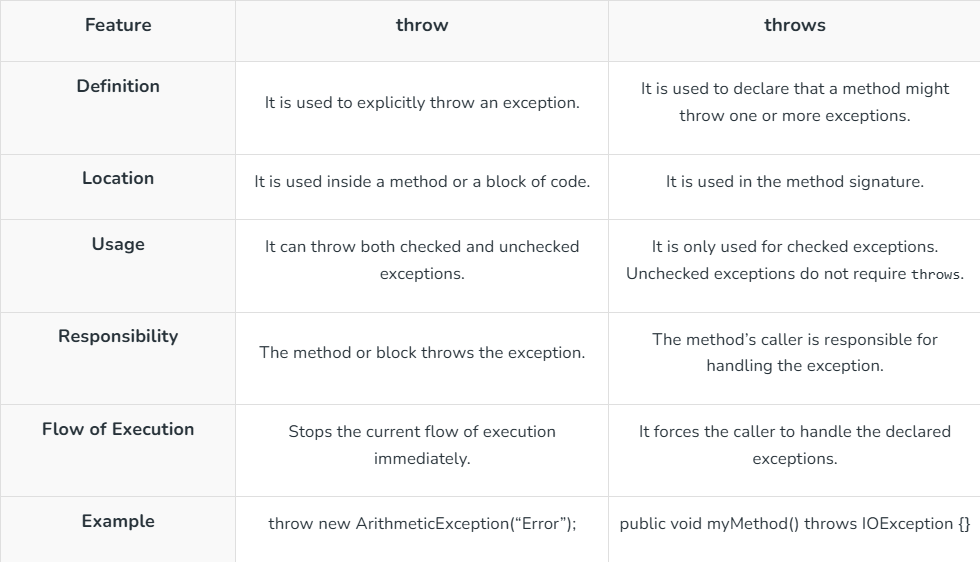 Feature throw throws
Definition
It is used to explicitly throw an exception.
It is used to declare that a method might
throw one or more exceptions.
Location
It is used inside a method or a block of code.
It is used in the method signature.
Usage
It can throw both checked and unchecked
exceptions.
It is only used for checked exceptions.
Unchecked exceptions do not require throws.
Responsibility
The method or block throws the exception.
The method’s caller is responsible for
handling the exception.
Flow of Execution
Stops the current flow of execution
immediately.
It forces the caller to handle the declared
exceptions.
Example
throw new ArithmeticException(“Error”);
public void myMethod() throws IOException {}